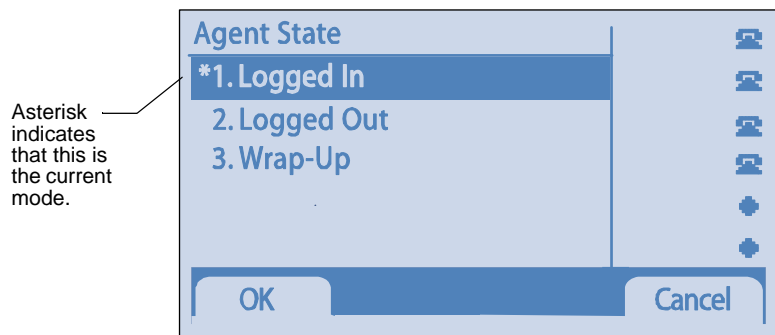 Agent State
*1. Logged In
2. Logged Out
3. Wrap-Up
OK
Cancel
Asterisk
indicates
that this is
the current
mode.